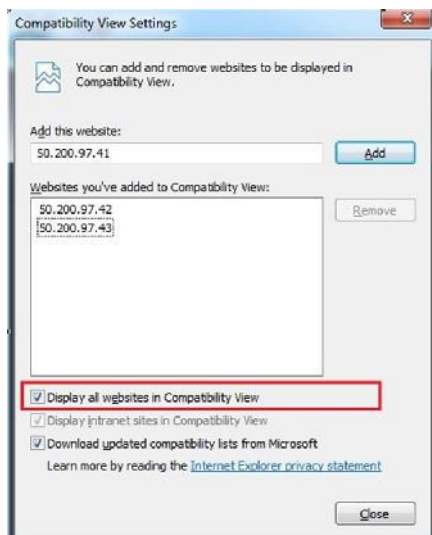 Compatibility View Settings
You can add and remove websites to be displayed in
Compatibility View.
Add this website:
50.200.97.41
Add
Websites you've added to Compatibility View:
50.200.97.42
Remove
50.200.97.43
Display all websites in Compatibility View
Display intranet sites in Compatibility View
Download updated compatibility lists from Microsoft
Learn more by reading the Internet Explorer privacy statement
Close